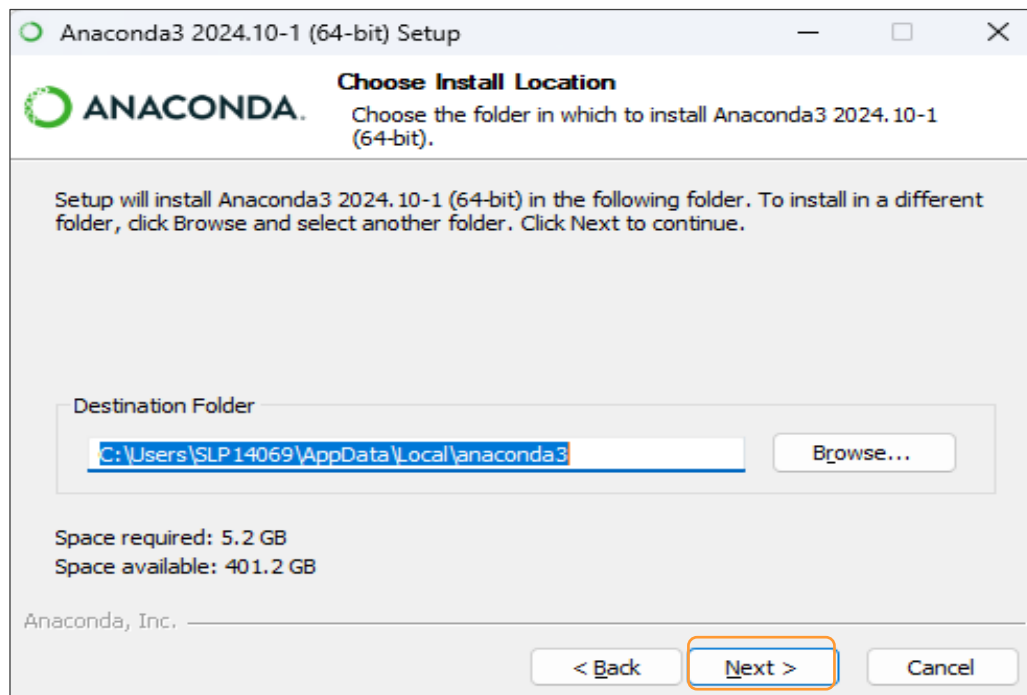 Anaconda3 2024.10-1 (64-bit) Setup
ANACONDA.
Choose Install Location
Choose the folder in which to install Anaconda3 2024.10-1
(64-bit).
Setup will install Anaconda3 2024.10-1 (64-bit) in the following folder. To install in a different
folder, click Browse and select another folder. Click Next to continue.
Destination Folder
C:\Users\SLP14069\AppData\Local\anaconda3
Browse...
Space required: 5.2 GB
Space available: 401.2 GB
Anaconda, Inc.
< Back
Next >
Cancel